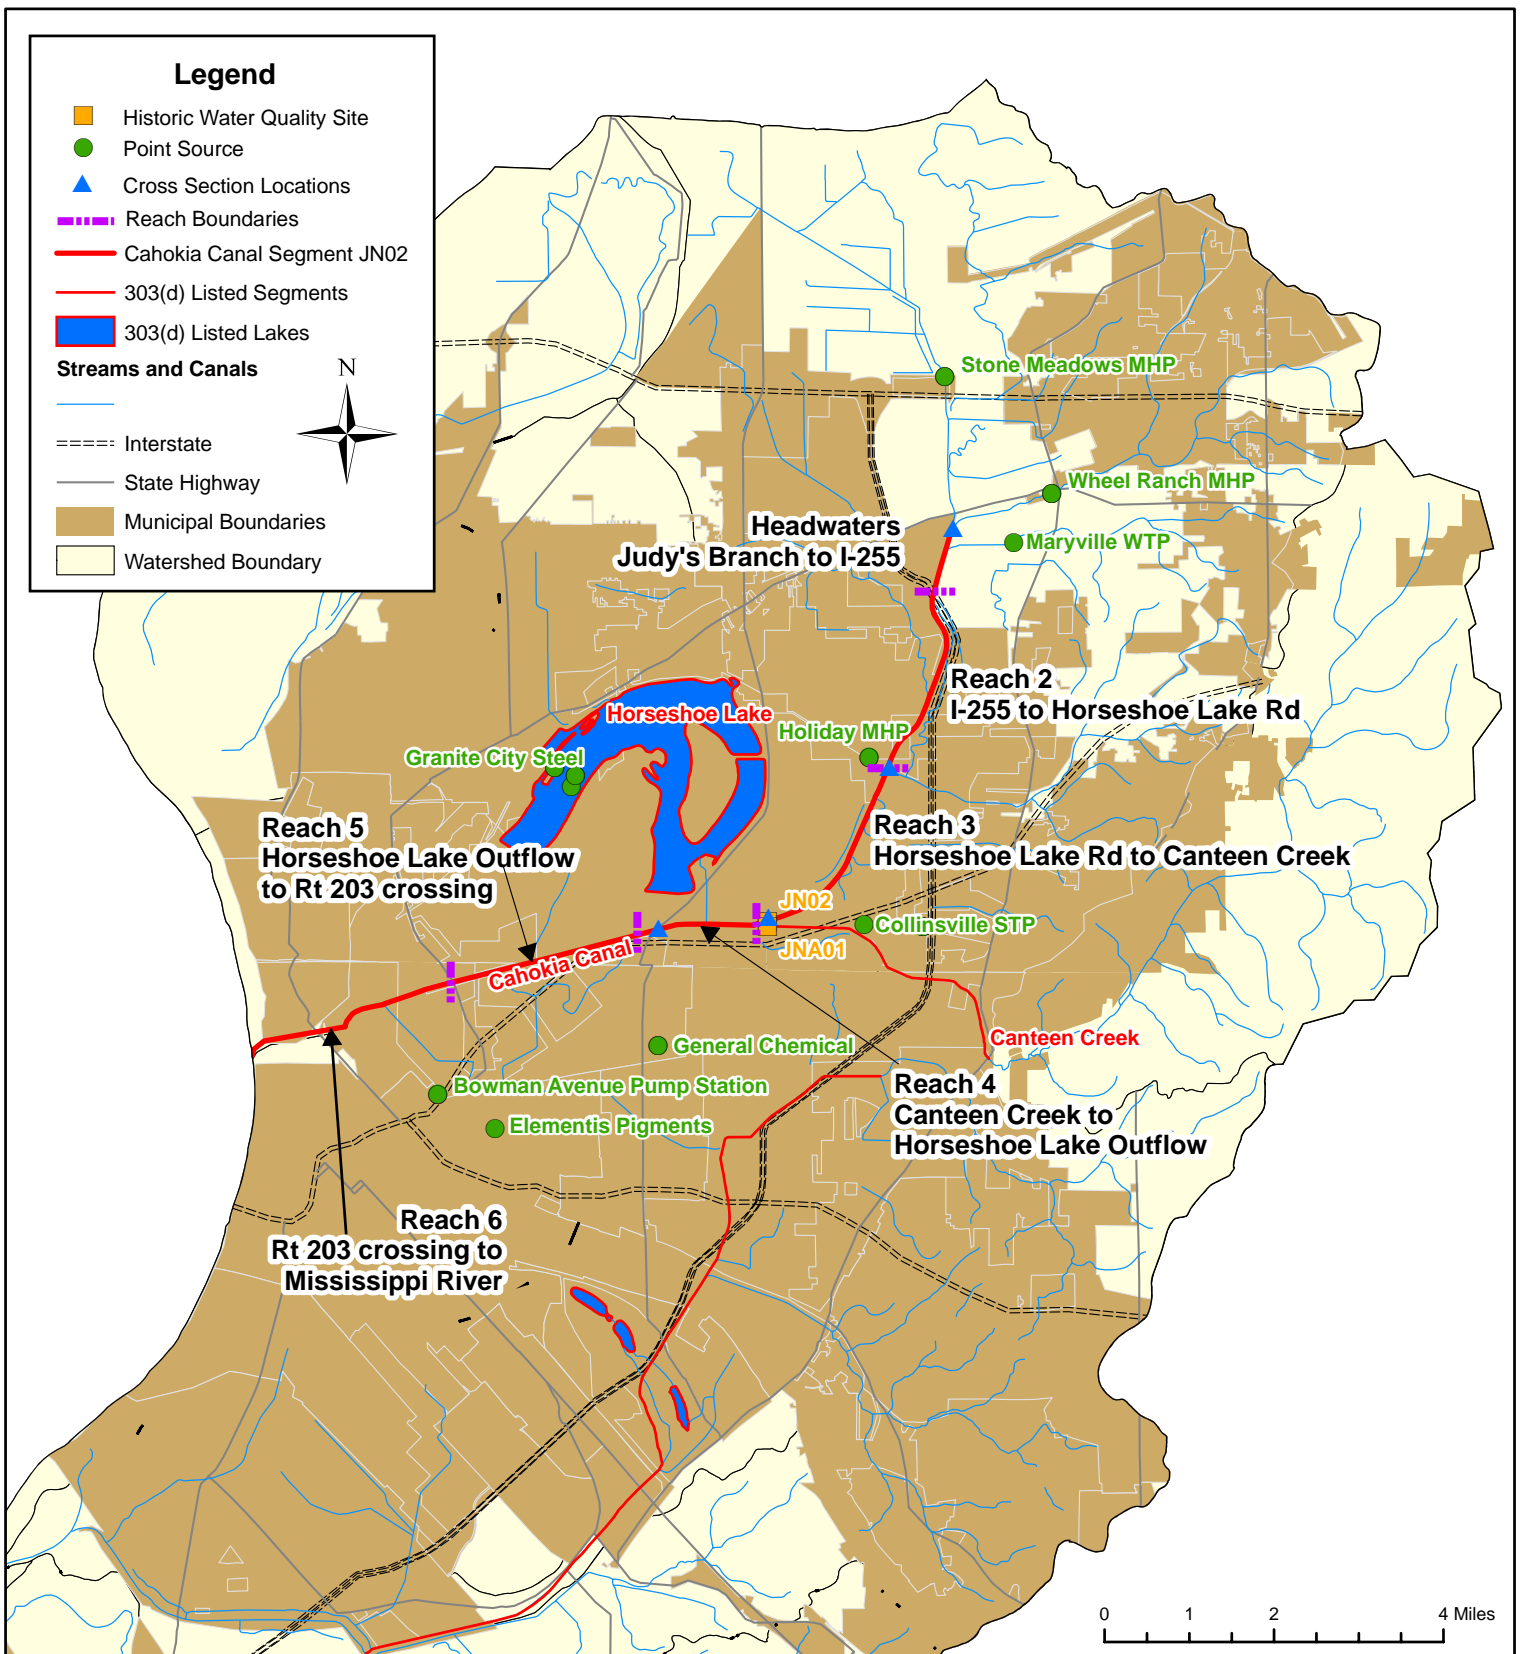 Legend
Historic Water Quality Site
Point Source
Cross Section Locations
Reach Boundaries
Cahokia Canal Segment JN02
303(d) Listed Segments
303(d) Listed Lakes
Streams and Canals
N
Interstate
State Highway
Municipal Boundaries
Watershed Boundary
Stone Meadows MHP
Wheel Ranch MHP
Maryville WTP
Headwaters
Judy's Branch to I-255
Reach 2
I-255 to Horseshoe Lake Rd
Horseshoe Lake
Holiday MHP
Granite City Steel
Reach 5
Horseshoe Lake Outflow
to Rt 203 crossing
Reach 3
Horseshoe Lake Rd to Canteen Creek
JN02
Collinsville STP
JNA01
Cahokia Canal
Canteen Creek
General Chemical
Bowman Avenue Pump Station
Elementis Pigments
Reach 4
Canteen Creek to
Horseshoe Lake Outflow
Reach 6
Rt 203 crossing to
Mississippi River
0 1 2 4 Miles